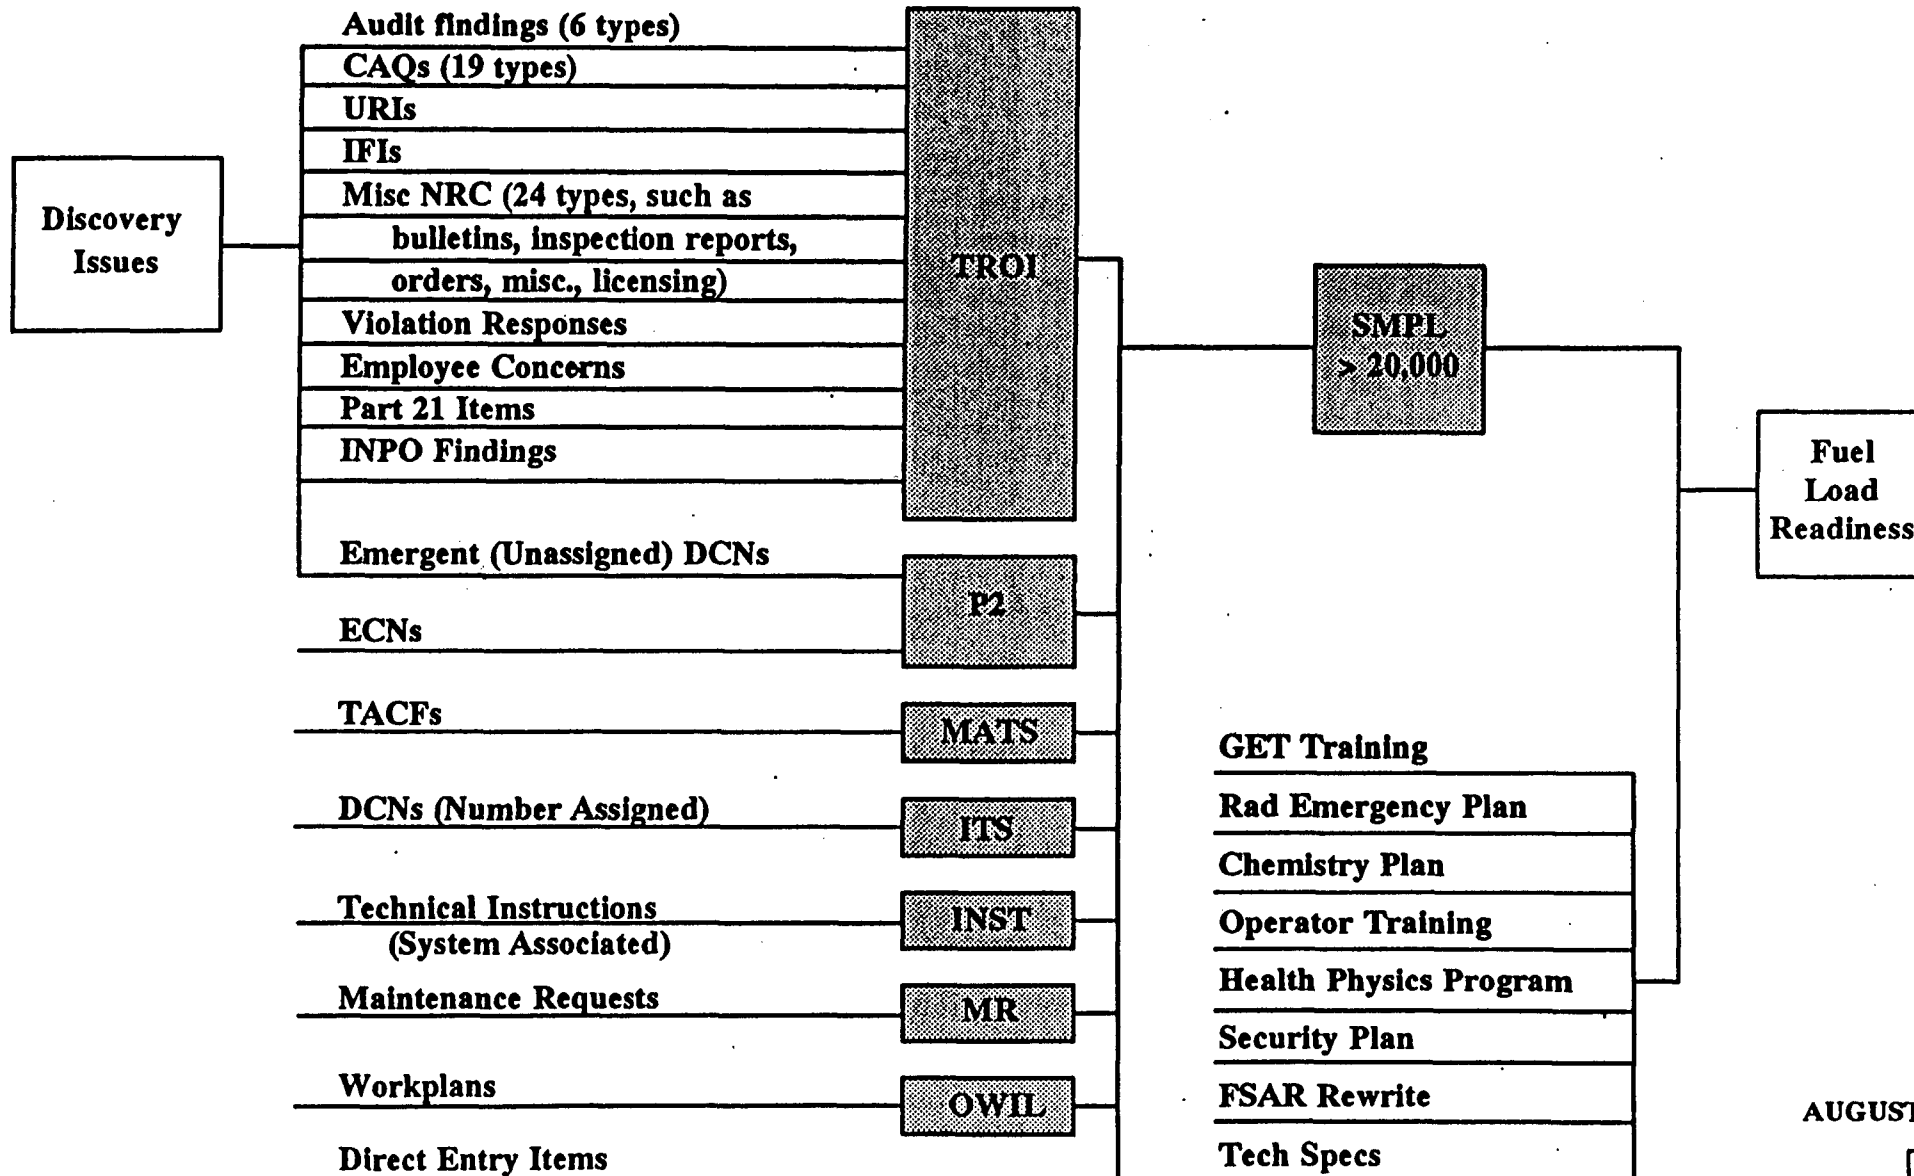 Discovery
Issues
Audit findings (6 types)
CAQs (19 types)
URIs
IFIs
Misc NRC (24 types, such as
bulletins, inspection reports,
orders, misc., licensing)
Violation Responses
Employee Concerns
Part 21 Items
INPO Findings
Emergent (Unassigned) DCNs
ECNs
TACFs
DCNs (Number Assigned)
Technical Instructions
(System Associated)
Maintenance Requests
Workplans
Direct Entry Items
TROI
P2
MATS
ITS
INST
MR
OWIL
SMPL
> 20,000
GET Training
Rad Emergency Plan
Chemistry Plan
Operator Training
Health Physics Program
Security Plan
FSAR Rewrite
Tech Specs
Fuel
Load
Readiness
AUGUST